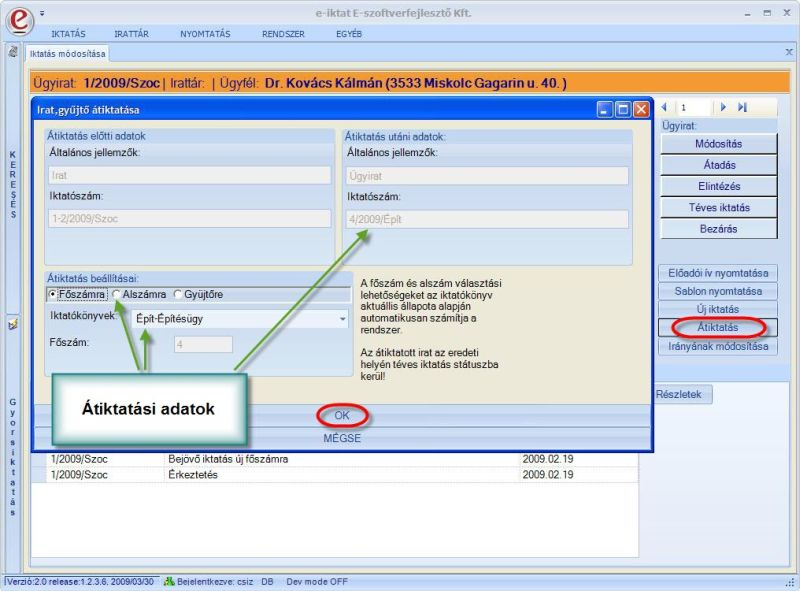 e-iktat E-szoftverfejlesztő Kft.
IKTATÁS IRATTÁR NYOMTATÁS RENDSZER EGYÉB
Iktatás módosítása
Ügyirat: 1/2009/Szoc | Irattár: | Ügyfél: Dr. Kovács Kálmán (3533 Miskolc Gagarin u. 40. )
KERESÉS
Gyorsiktatás
Irat,gyűjtő átiktatása
Átiktatás előtti adatok
Általános jellemzők:
Irat
Iktatószám:
1-2/2009/Szoc
Átiktatás utáni adatok:
Általános jellemzők:
Ügyirat
Iktatószám:
4/2009/Épít
Átiktatás beállításai:
Főszámra Alszámra Gyüjtőre
Iktatókönyvek: Épít-Építésügy
Főszám: 4
A főszám és alszám választási
lehetőségeket az iktatókönyv
aktuális állapota alapján
automatikusan számítja a
rendszer.
Az átiktatott irat az eredeti
helyén téves iktatás státuszba
kerül!
Átiktatási adatok
OK
MÉGSE
1
Ügyirat:
Módosítás
Átadás
Elintézés
Téves iktatás
Bezárás
Előadói ív nyomtatása
Sablon nyomtatása
Új iktatás
Átiktatás
Irányának módosítása
Részletek
1/2009/Szoc Bejövő iktatás új főszámra 2009.02.19
1/2009/Szoc Érkeztetés 2009.02.19
Verzió:2.0 release:1.2.3.6, 2009/03/30 Bejelentkezve: csiz DB Dev mode OFF